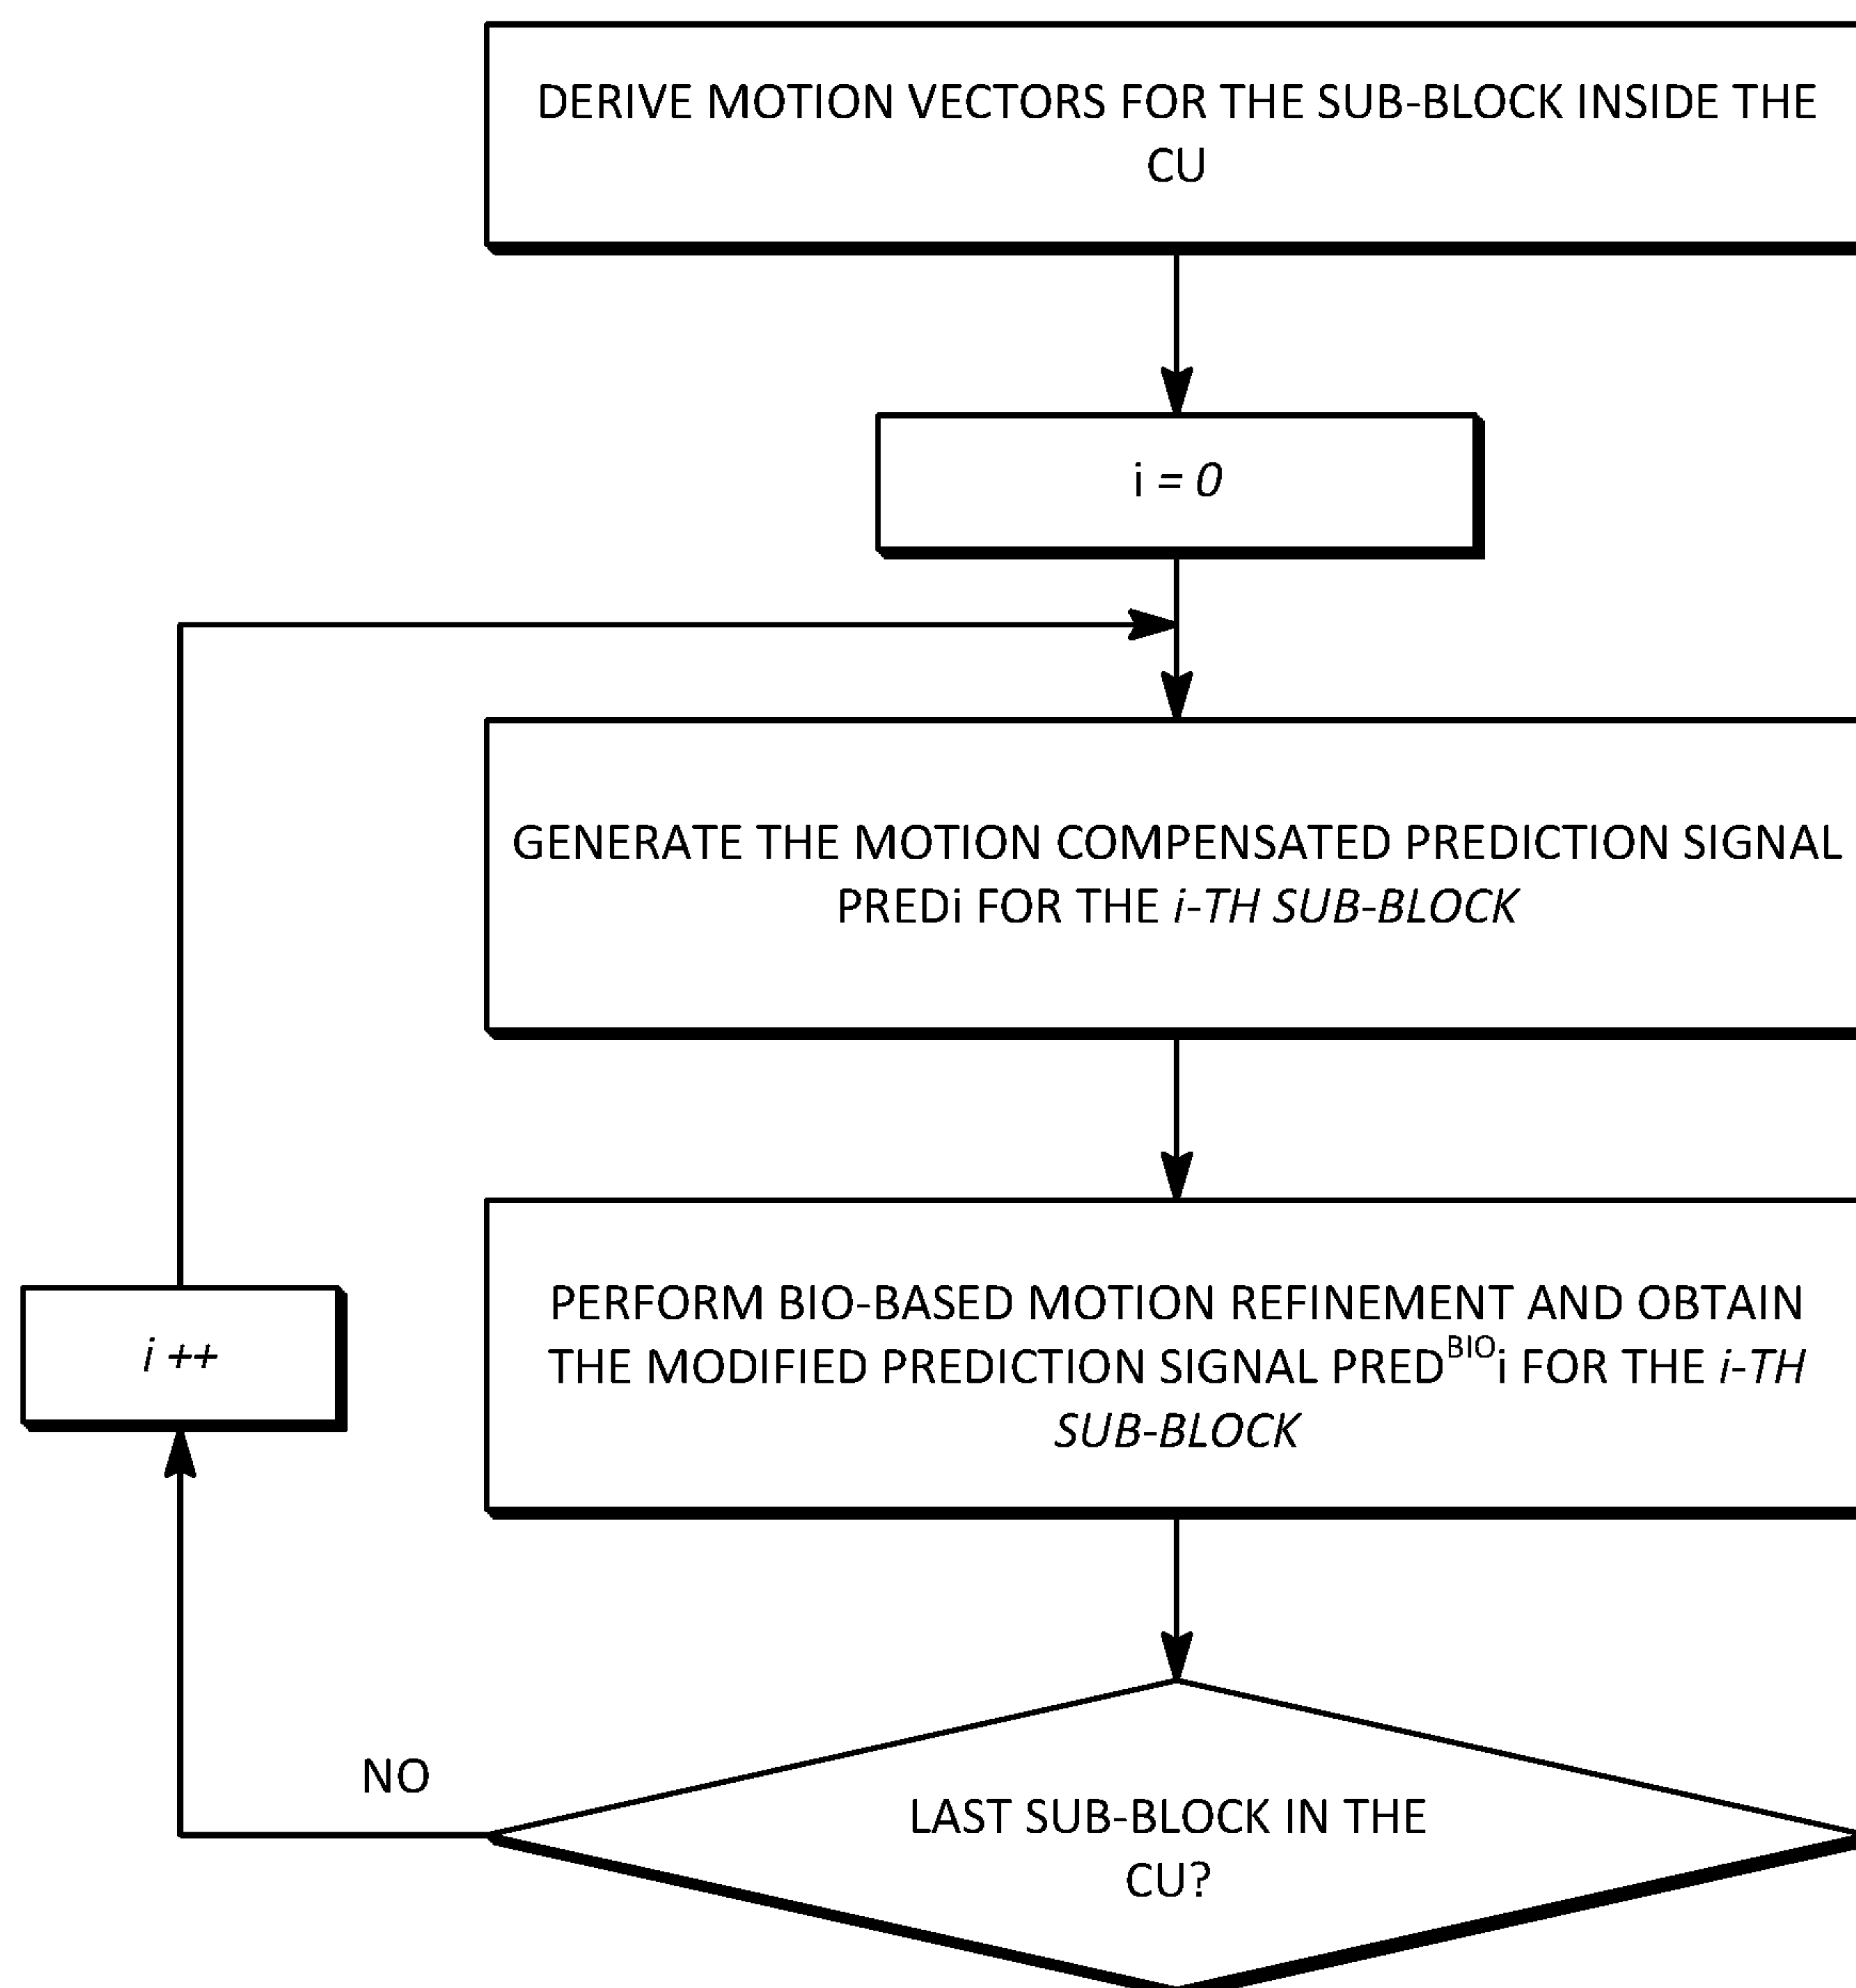 DERIVE MOTION VECTORS FOR THE SUB-BLOCK INSIDE THE
CU
i = 0
GENERATE THE MOTION COMPENSATED PREDICTION SIGNAL
PREDi FOR THE i-TH SUB-BLOCK
PERFORM BIO-BASED MOTION REFINEMENT AND OBTAIN
THE MODIFIED PREDICTION SIGNAL PRED^BIO i FOR THE i-TH
SUB-BLOCK
i ++
NO
LAST SUB-BLOCK IN THE
CU?